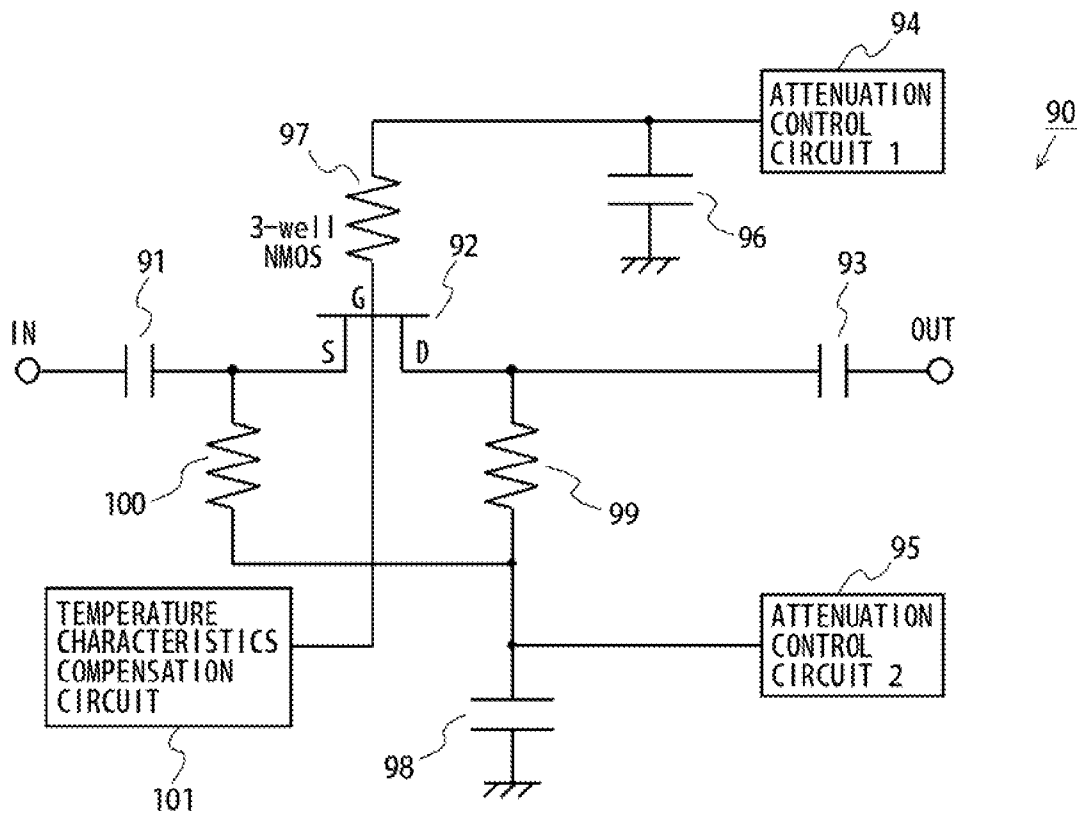 94
ATTENUATION
CONTROL
CIRCUIT 1
90
97
3-well
NMOS
96
91
92
93
G
IN
S
D
OUT
100
99
95
TEMPERATURE
CHARACTERISTICS
COMPENSATION
CIRCUIT
ATTENUATION
CONTROL
CIRCUIT 2
98
101